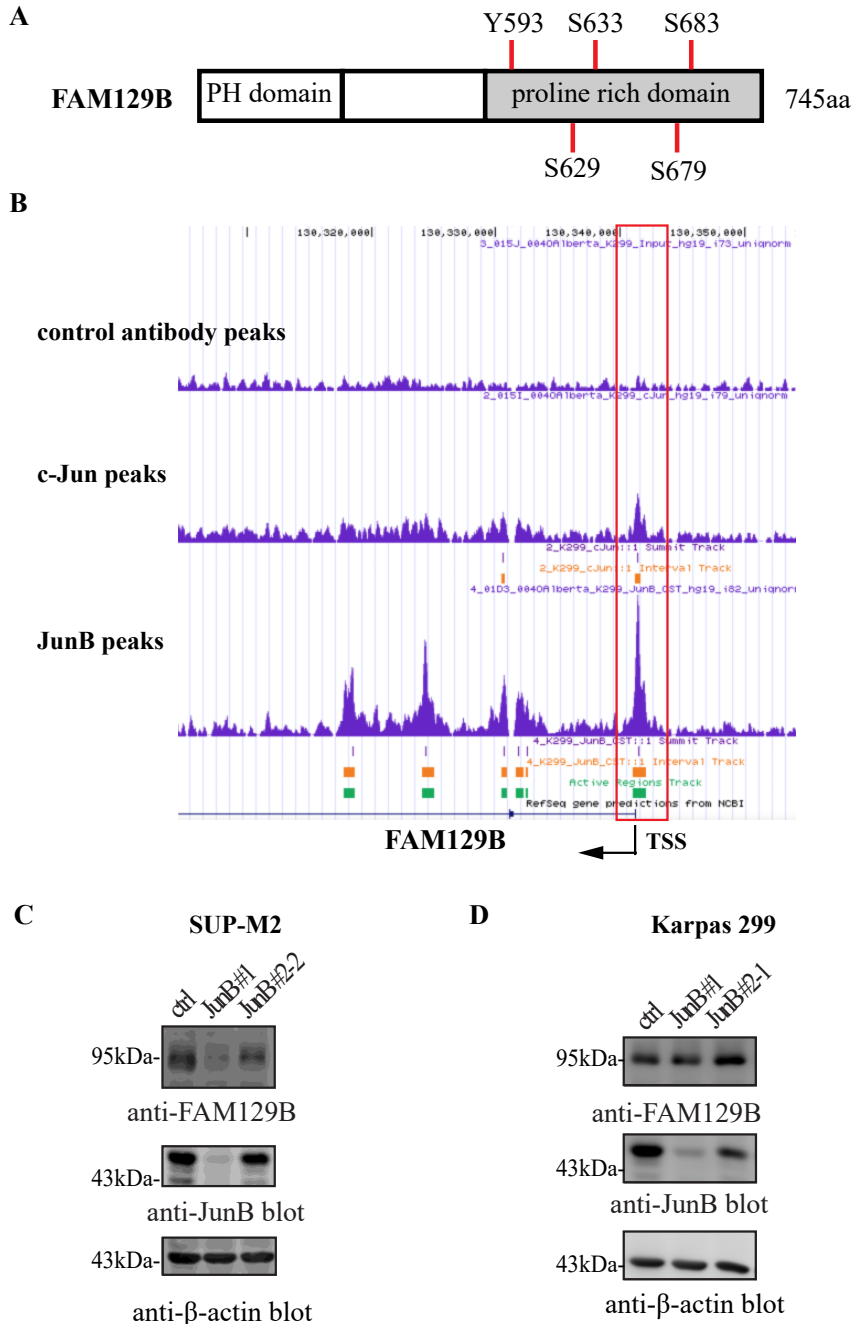 A
Y593 S633 S683
FAM129B
PH domain
proline rich domain
745aa
S629 S679
B
130,320,000| 130,330,000| 130,340,000| 130,350,000|
3_015J_004OAlberta_K299_Input_hg19_i73_uniqnorm
control antibody peaks
2_015I_004OAlberta_K299_cJun_hg19_i79_uniqnorm
c-Jun peaks
2_K299_cJun::1 Summit Track
2_K299_cJun::1 Interval Track
4_01D3_004OAlberta_K299_JunB_CST_hg19_i82_uniqnorm
JunB peaks
4_K299_JunB_CST::1 Summit Track
4_K299_JunB_CST::1 Interval Track
Active Regions Track
RefSeq gene predictions from NCBI
FAM129B
TSS
C
SUP-M2
ctrl
JunB#1
JunB#2-2
95kDa-
anti-FAM129B
43kDa-
anti-JunB blot
43kDa-
anti-β-actin blot
D
Karpas 299
ctrl
JunB#1
JunB#2-1
95kDa-
anti-FAM129B
43kDa-
anti-JunB blot
43kDa-
anti-β-actin blot